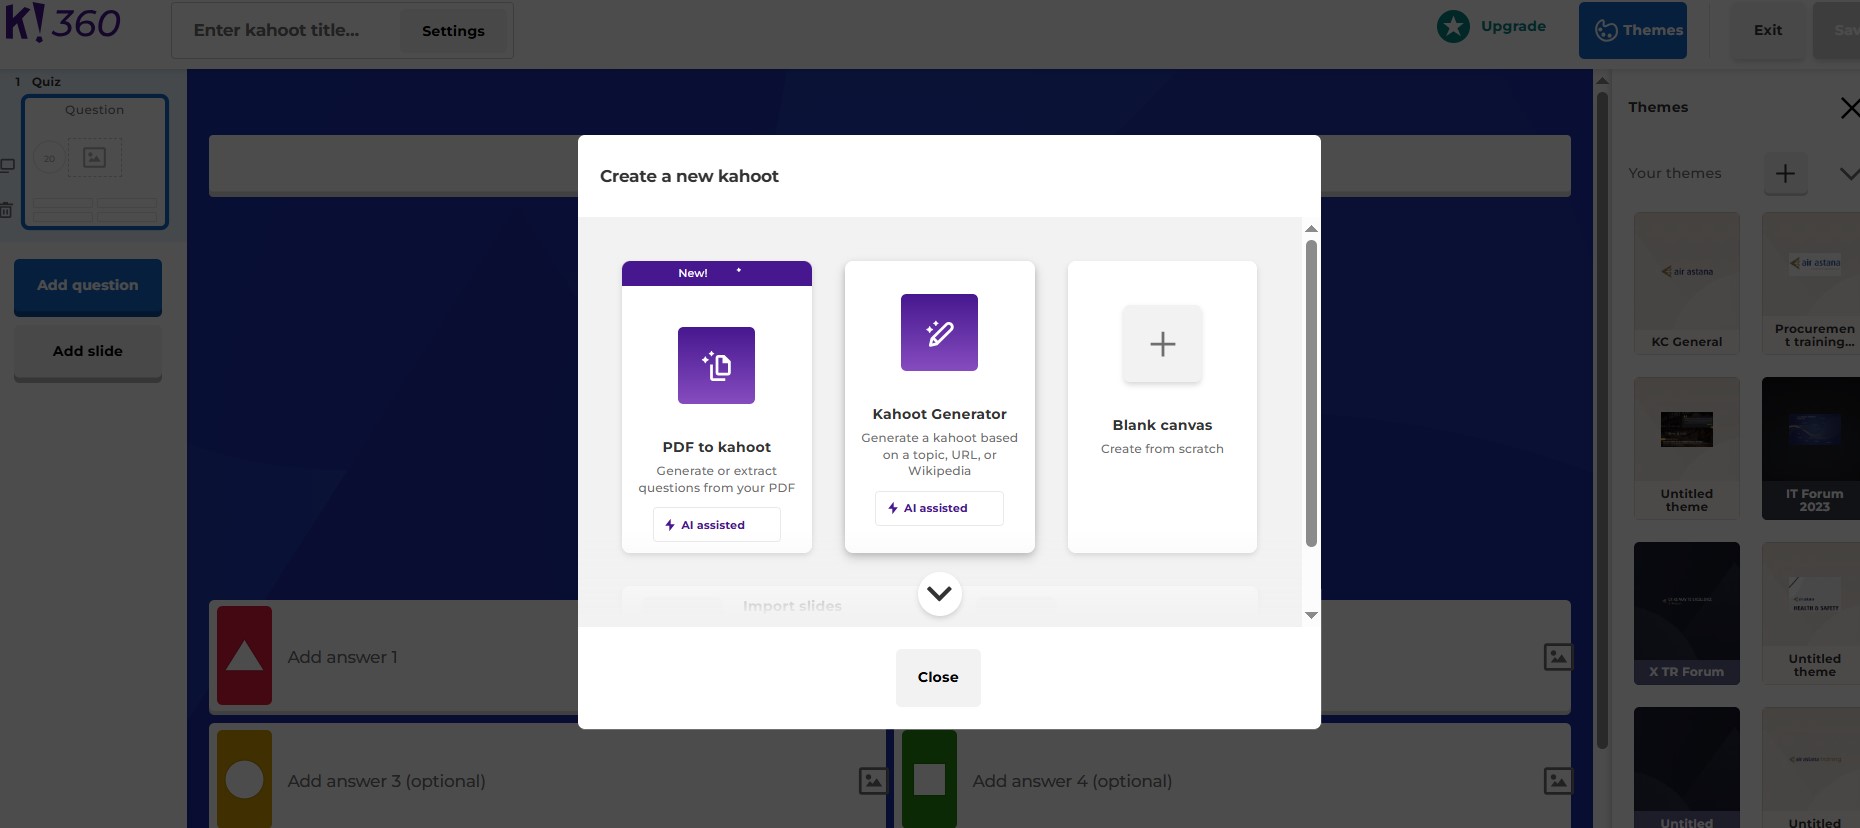 K! 360
Enter kahoot title...
Settings
Upgrade
Themes
Exit
Sav
1 Quiz
Question
20
Add question
Add slide
Create a new kahoot
New!
PDF to kahoot
Generate or extract
questions from your PDF
AI assisted
Kahoot Generator
Generate a kahoot based
on a topic, URL, or
Wikipedia
AI assisted
Blank canvas
Create from scratch
Import slides
Close
Add answer 1
Add answer 3 (optional)
Add answer 4 (optional)
Themes
Your themes
air astana
KC General
air astana
Procuremen
t training...
Untitled
theme
IT Forum
2023
X TR Forum
HEALTH & SAFETY
Untitled
theme
Untitled
air astana
Untitled